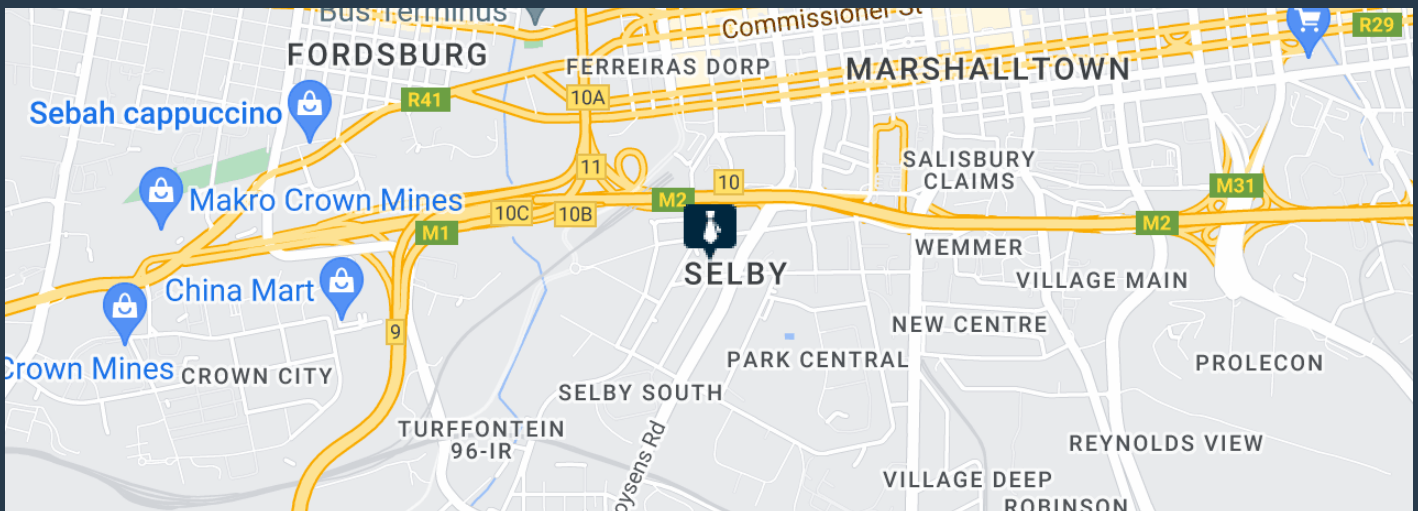 Bus Terminus
Commissioner St
R29
FORDSBURG
FERREIRAS DORP
MARSHALLTOWN
R41
10A
Sebah cappuccino
11
SALISBURY
CLAIMS
10
M31
Makro Crown Mines
M2
10C
10B
M1
M2
WEMMER
SELBY
VILLAGE MAIN
China Mart
9
NEW CENTRE
Crown Mines
CROWN CITY
PARK CENTRAL
PROLECON
SELBY SOUTH
TURFFONTEIN
96-IR
REYNOLDS VIEW
oysens Rd
VILLAGE DEEP
ROBINSON